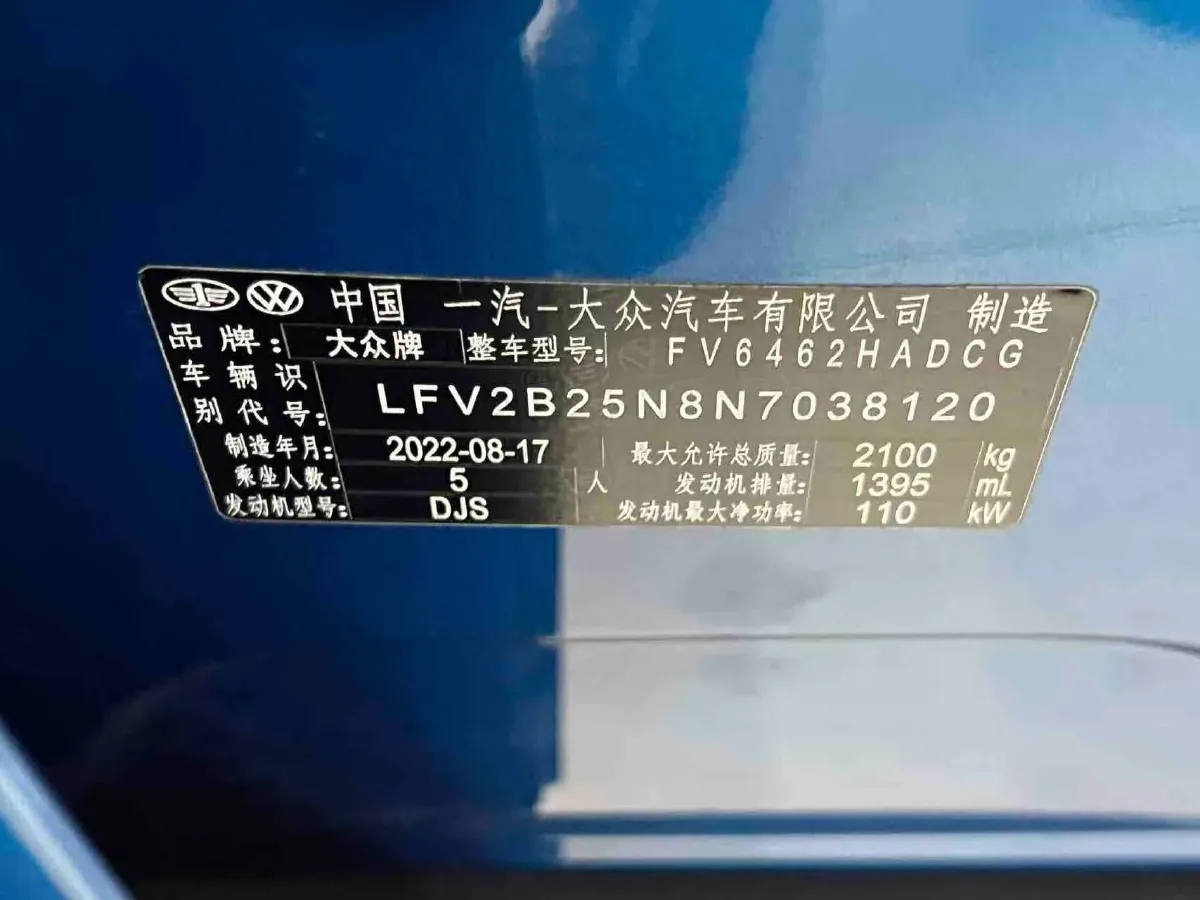 中国 一汽-大众汽车有限公司 制造
品牌: 大众牌 整车型号: FV6462HADCG
车辆识别代号: LFV2B25N8N7038120
制造年月: 2022-08-17 最大允许总质量: 2100 kg
乘坐人数: 5 人 发动机排量: 1395 mL
发动机型号: DJS 发动机最大净功率: 110 kW